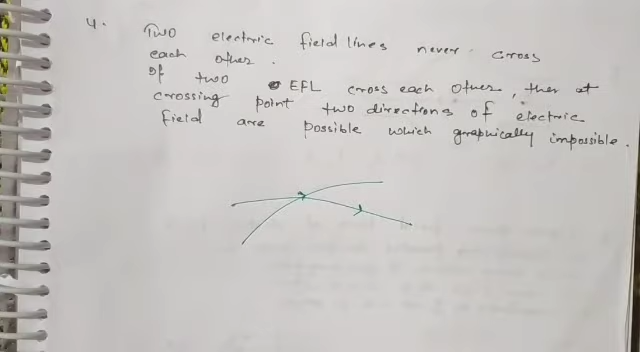 4. Two electric field lines never cross
each other.
Of two EFL cross each other, then at
crossing point two directions of electric
field are possible which graphically impossible.